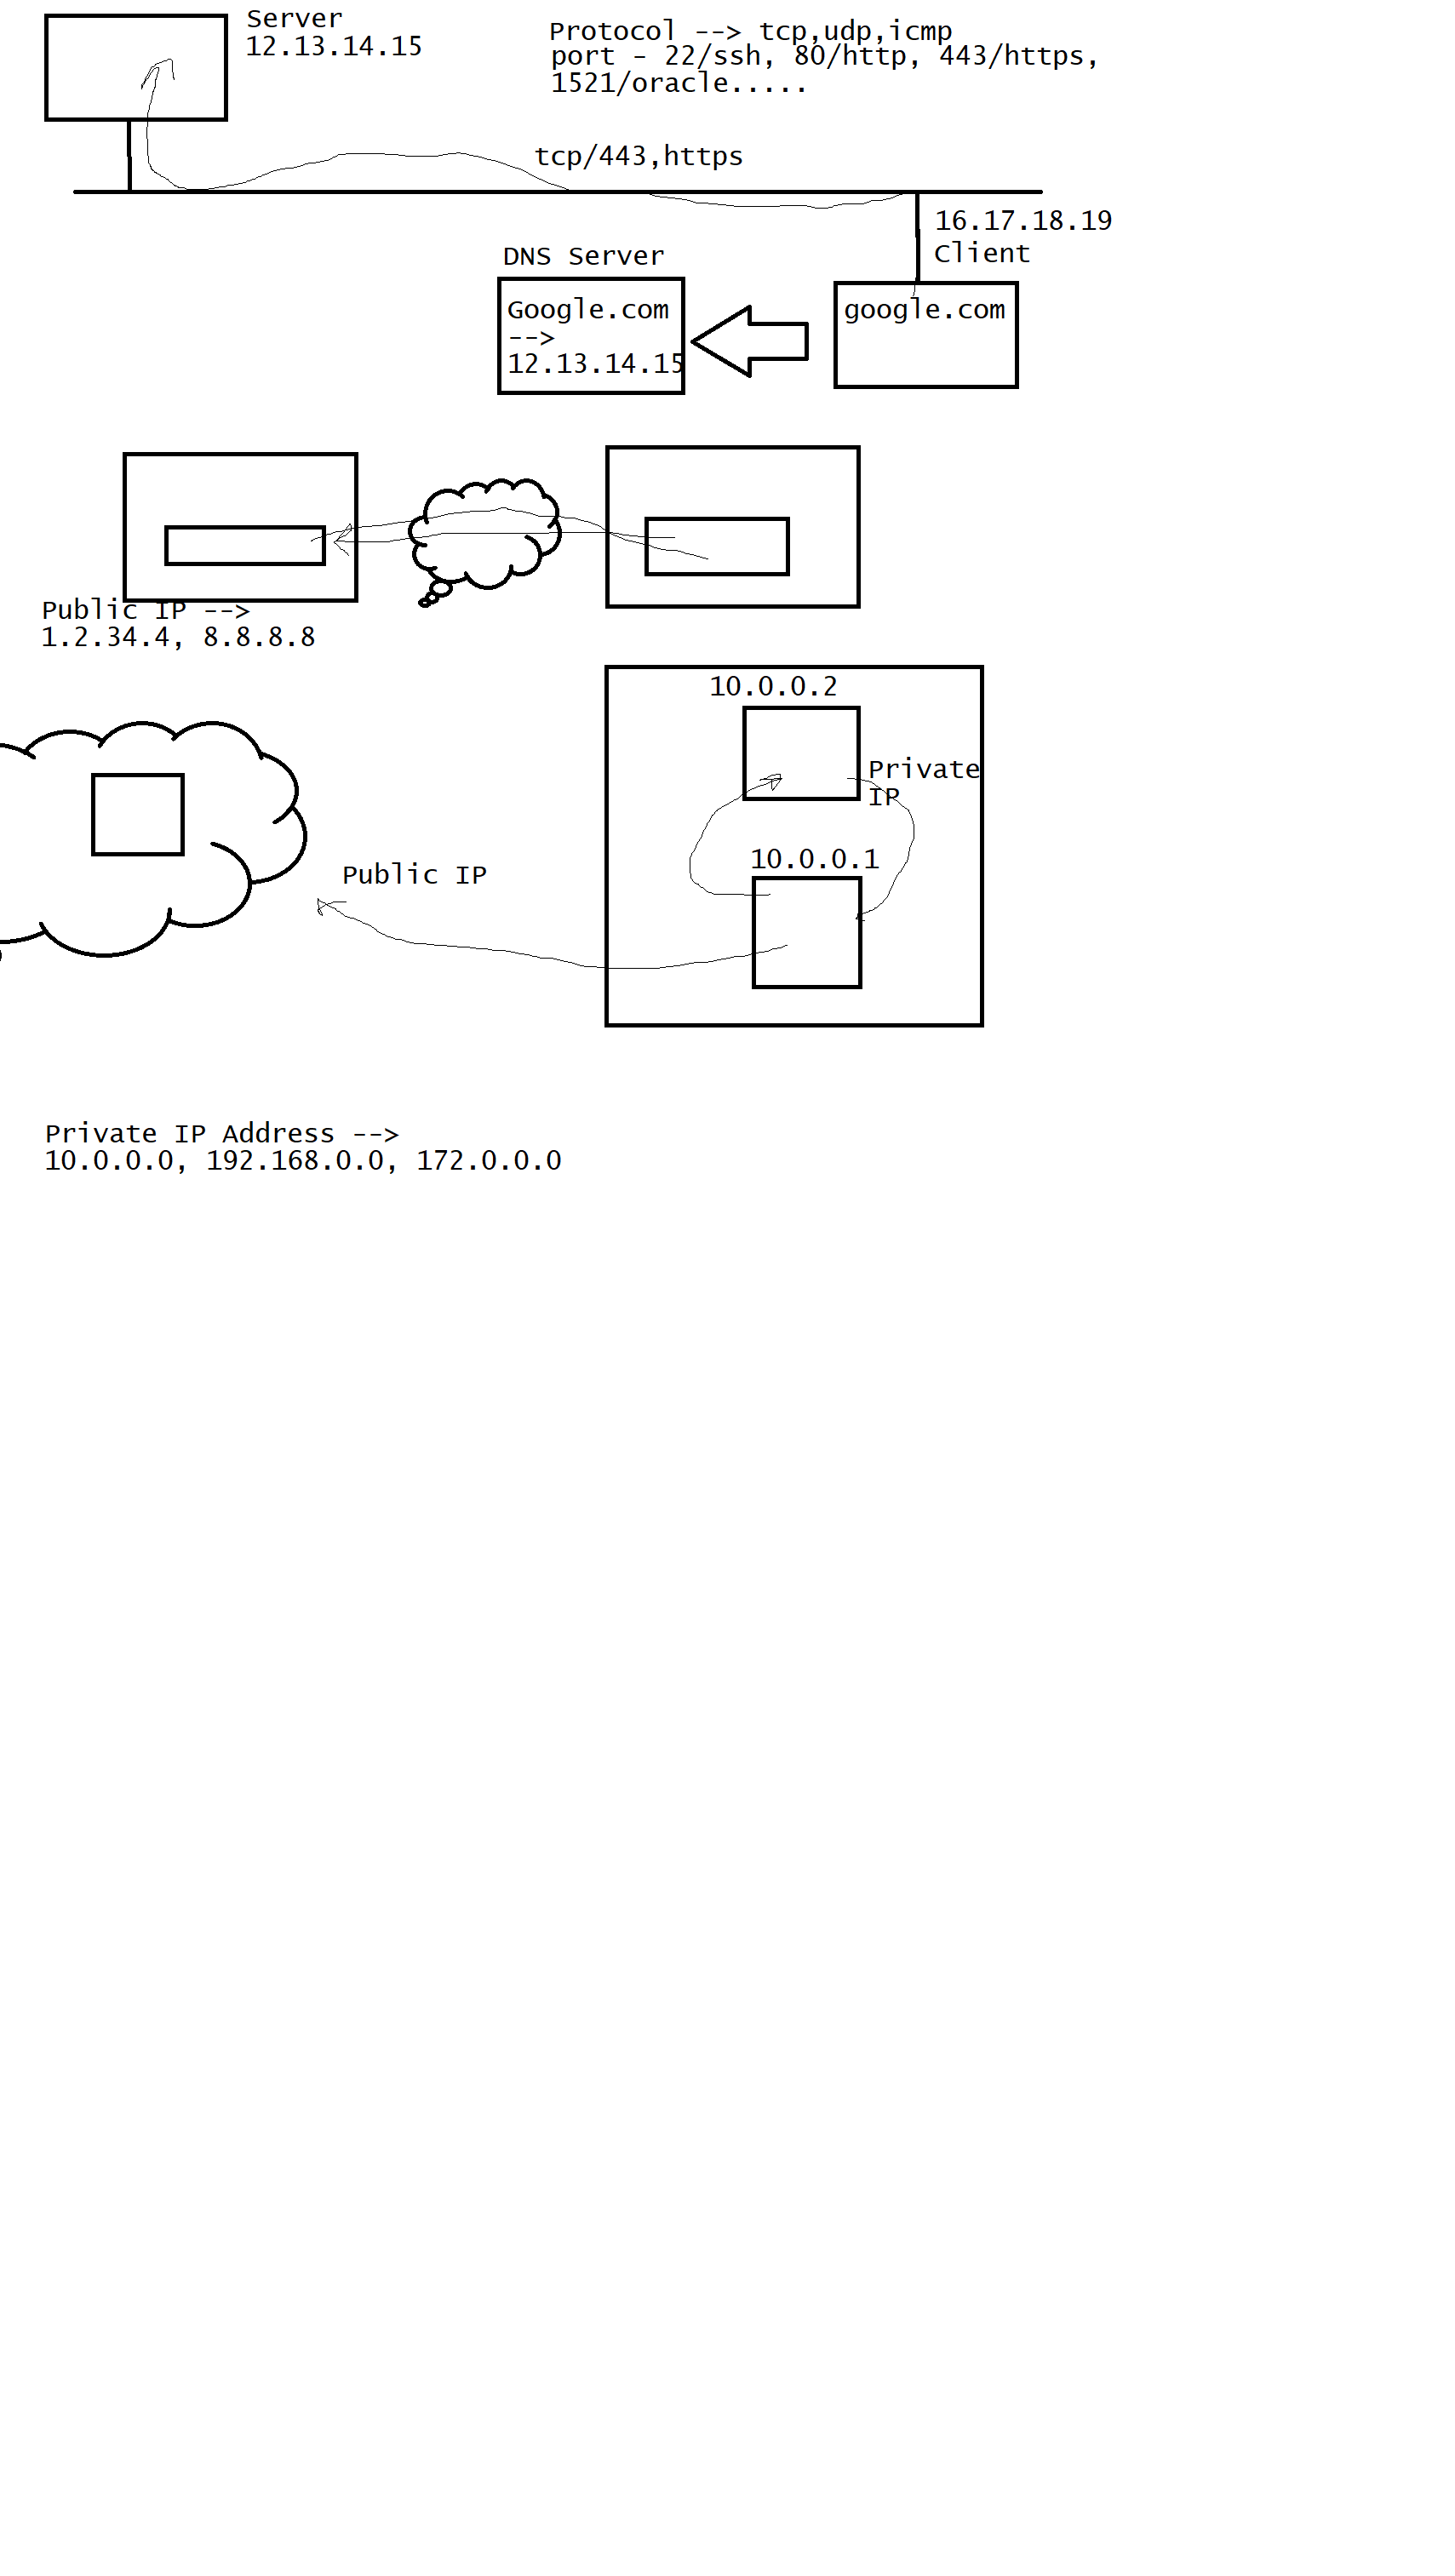 Server
12.13.14.15
Protocol --> tcp,udp,icmp
port - 22/ssh, 80/http, 443/https,
1521/oracle.....
tcp/443,https
16.17.18.19
Client
DNS Server
Google.com
-->
12.13.14.15
google.com
Public IP -->
1.2.34.4, 8.8.8.8
10.0.0.2
Private
IP
10.0.0.1
Public IP
Private IP Address -->
10.0.0.0, 192.168.0.0, 172.0.0.0